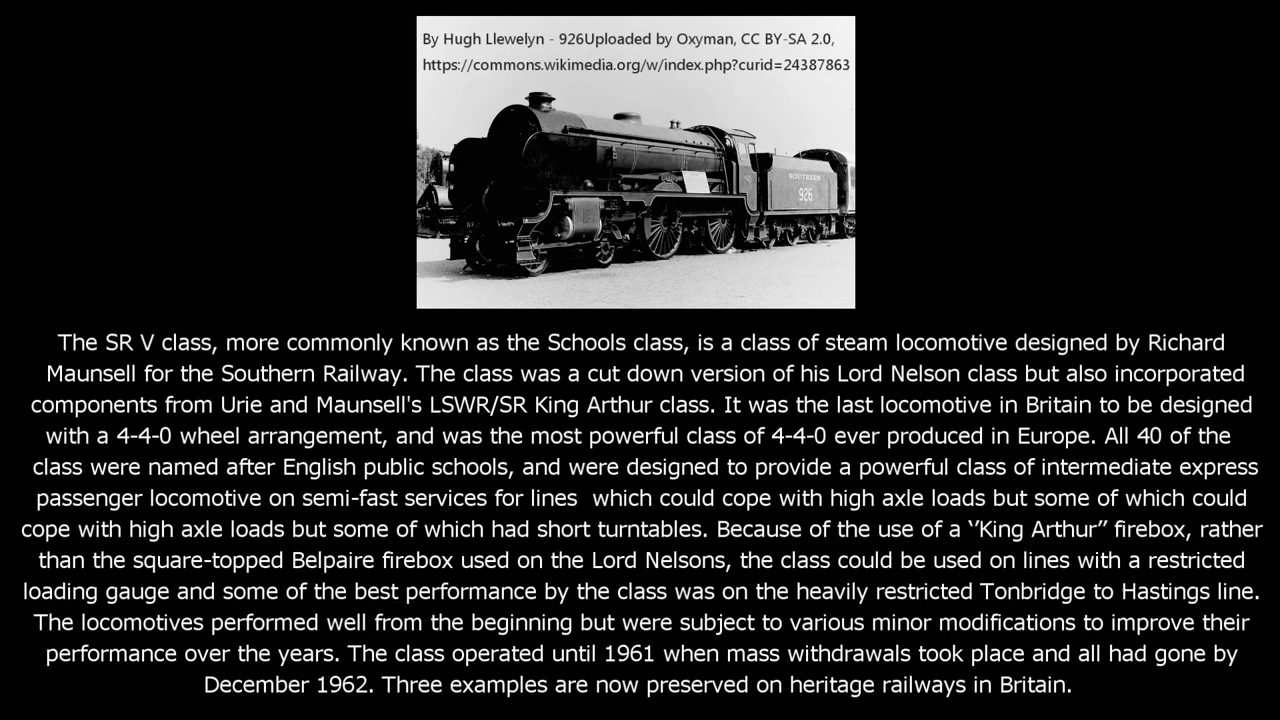 By Hugh Llewelyn - 926Uploaded by Oxyman, CC BY-SA 2.0,
https://commons.wikimedia.org/w/index.php?curid=24387863
SOUTHERN
926
The SR V class, more commonly known as the Schools class, is a class of steam locomotive designed by Richard
Maunsell for the Southern Railway. The class was a cut down version of his Lord Nelson class but also incorporated
components from Urie and Maunsell's LSWR/SR King Arthur class. It was the last locomotive in Britain to be designed
with a 4-4-0 wheel arrangement, and was the most powerful class of 4-4-0 ever produced in Europe. All 40 of the
class were named after English public schools, and were designed to provide a powerful class of intermediate express
passenger locomotive on semi-fast services for lines  which could cope with high axle loads but some of which could
cope with high axle loads but some of which had short turntables. Because of the use of a ‘’King Arthur’’ firebox, rather
than the square-topped Belpaire firebox used on the Lord Nelsons, the class could be used on lines with a restricted
loading gauge and some of the best performance by the class was on the heavily restricted Tonbridge to Hastings line.
The locomotives performed well from the beginning but were subject to various minor modifications to improve their
performance over the years. The class operated until 1961 when mass withdrawals took place and all had gone by
December 1962. Three examples are now preserved on heritage railways in Britain.